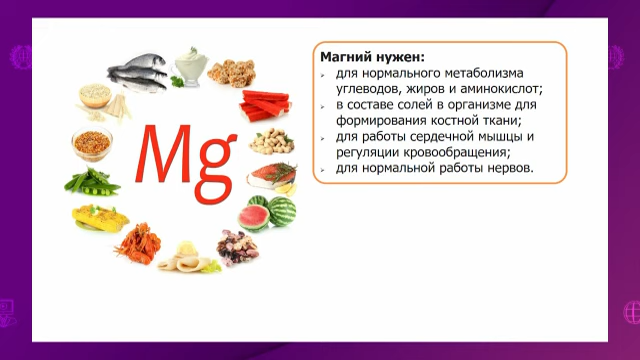 Mg
Магний нужен:
для нормального метаболизма
углеводов, жиров и аминокислот;
в составе солей в организме для
формирования костной ткани;
для работы сердечной мышцы и
регуляции кровообращения;
для нормальной работы нервов.